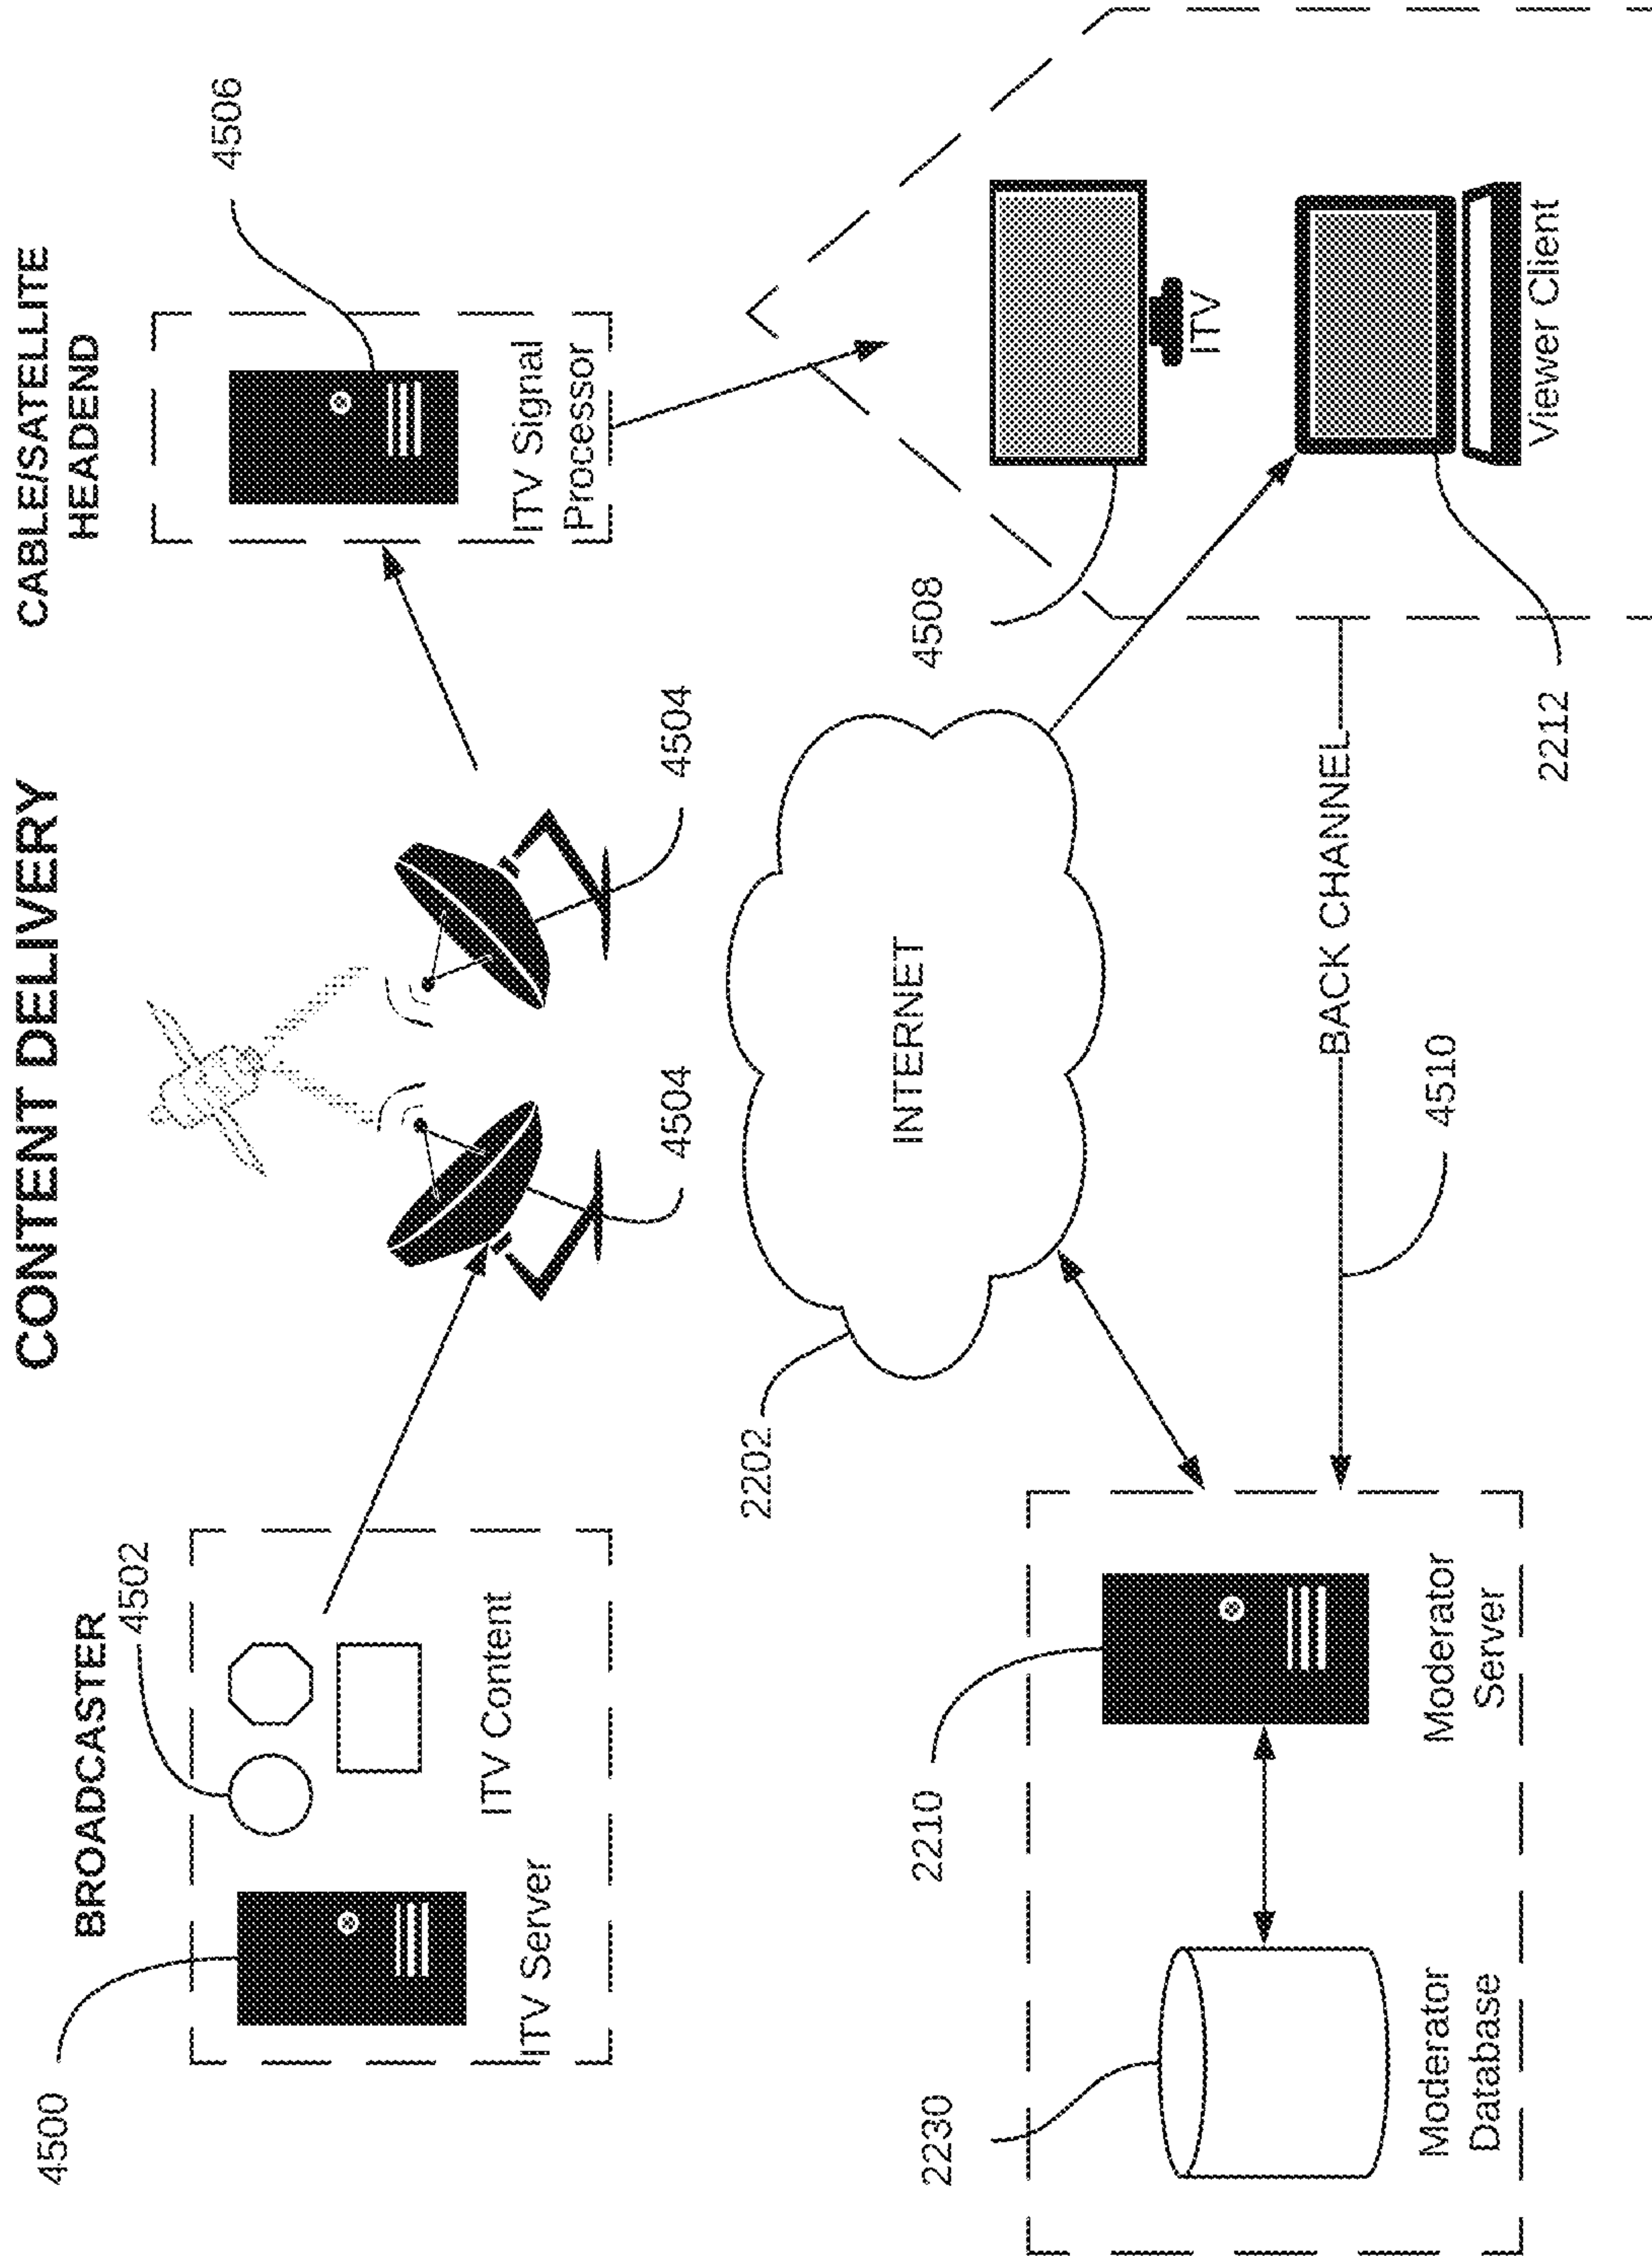 CONTENT DELIVERY
BROADCASTER
CABLE/SATELLITE
HEADEND
4500
4502
4506
ITV Server
ITV Content
ITV Signal
Processor
4504
4504
2202
INTERNET
4508
ITV
2230
2210
BACK CHANNEL
4510
Moderator
Database
Moderator
Server
2212
Viewer Client